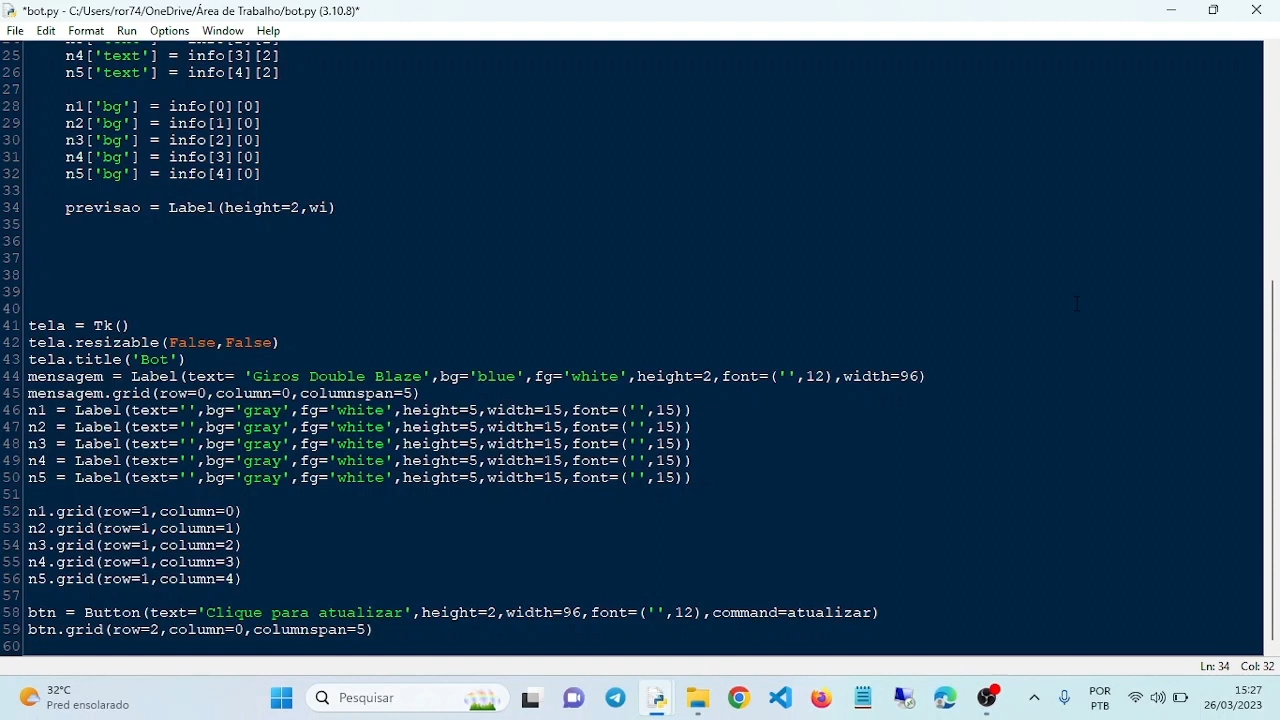 *bot.py - C:/Users/ror74/OneDrive/Área de Trabalho/bot.py (3.10.8)*
File Edit Format Run Options Window Help
25 n4['text'] = info[3][2]
26 n5['text'] = info[4][2]
27
28 n1['bg'] = info[0][0]
29 n2['bg'] = info[1][0]
30 n3['bg'] = info[2][0]
31 n4['bg'] = info[3][0]
32 n5['bg'] = info[4][0]
33
34 previsao = Label(height=2,wi)
35
36
37
38
39
40
41 tela = Tk()
42 tela.resizable(False,False)
43 tela.title('Bot')
44 mensagem = Label(text= 'Giros Double Blaze',bg='blue',fg='white',height=2,font=('',12),width=96)
45 mensagem.grid(row=0,column=0,columnspan=5)
46 n1 = Label(text='',bg='gray',fg='white',height=5,width=15,font=('',15))
47 n2 = Label(text='',bg='gray',fg='white',height=5,width=15,font=('',15))
48 n3 = Label(text='',bg='gray',fg='white',height=5,width=15,font=('',15))
49 n4 = Label(text='',bg='gray',fg='white',height=5,width=15,font=('',15))
50 n5 = Label(text='',bg='gray',fg='white',height=5,width=15,font=('',15))
51
52 n1.grid(row=1,column=0)
53 n2.grid(row=1,column=1)
54 n3.grid(row=1,column=2)
55 n4.grid(row=1,column=3)
56 n5.grid(row=1,column=4)
57
58 btn = Button(text='Clique para atualizar',height=2,width=96,font=('',12),command=atualizar)
59 btn.grid(row=2,column=0,columnspan=5)
60
Ln: 34 Col: 32
32°C
Pred ensolarado
Pesquisar
POR
PTB
15:27
26/03/2023